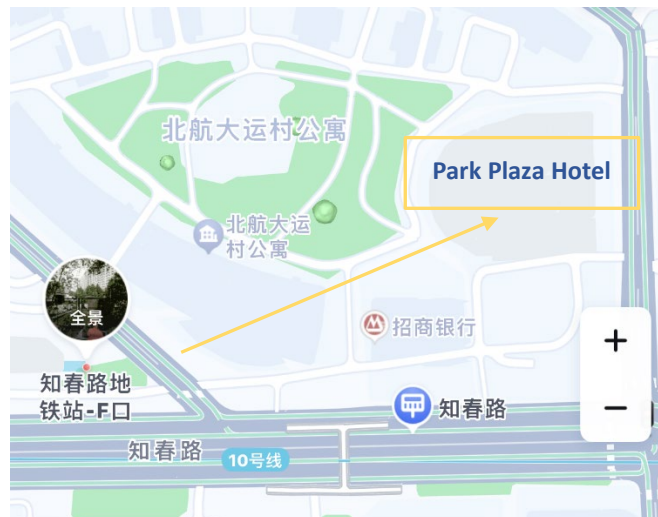 北航大运村公寓
Park Plaza Hotel
北航大运
村公寓
全景
招商银行
知春路地
铁站-F口
知春路
知春路
10号线
+
−